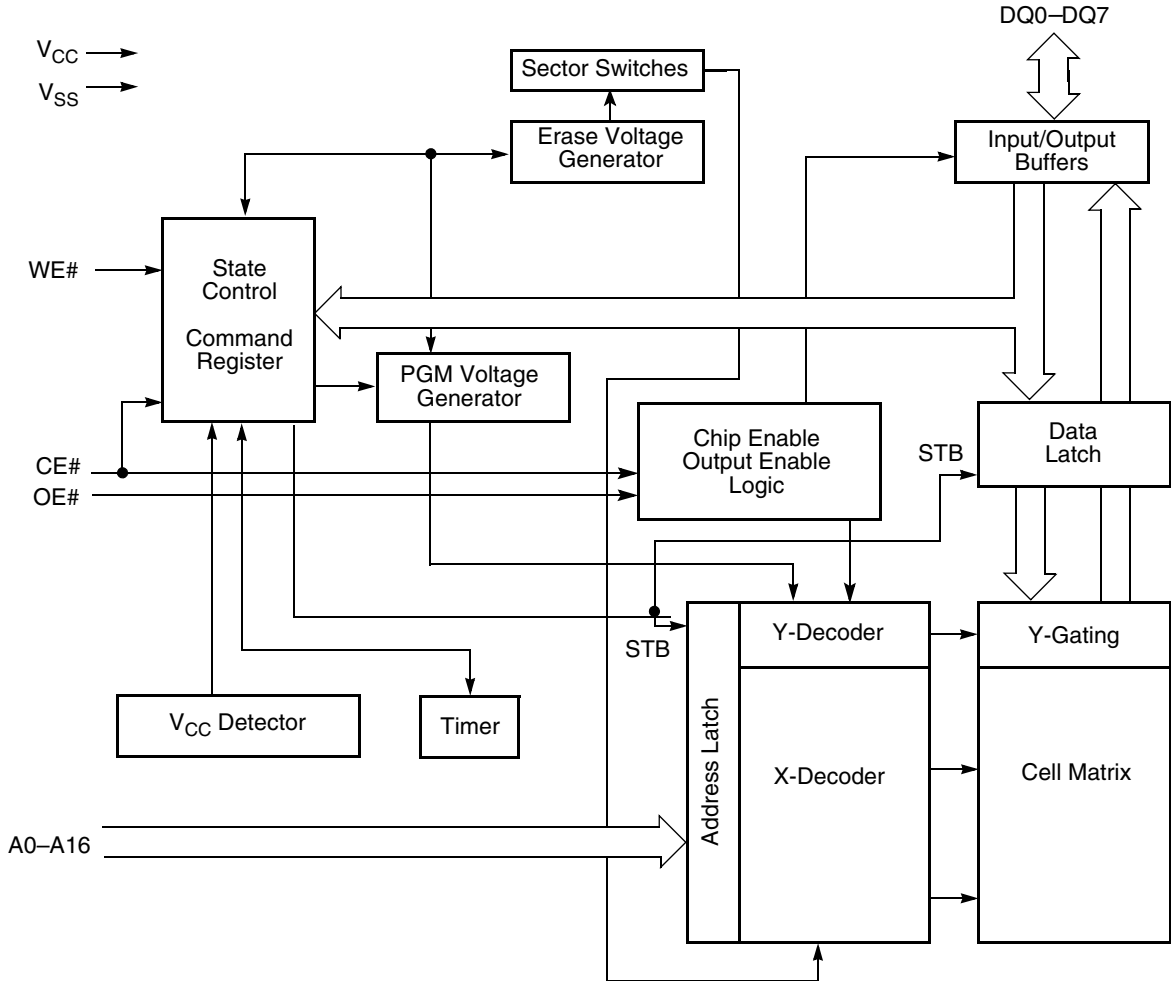 DQ0–DQ7
VCC
VSS
Sector Switches
Erase Voltage
Generator
Input/Output
Buffers
WE#
State
Control
Command
Register
PGM Voltage
Generator
Chip Enable
Output Enable
Logic
Data
Latch
STB
CE#
OE#
STB
Y-Decoder
Y-Gating
VCC Detector
Timer
Address Latch
X-Decoder
Cell Matrix
A0–A16